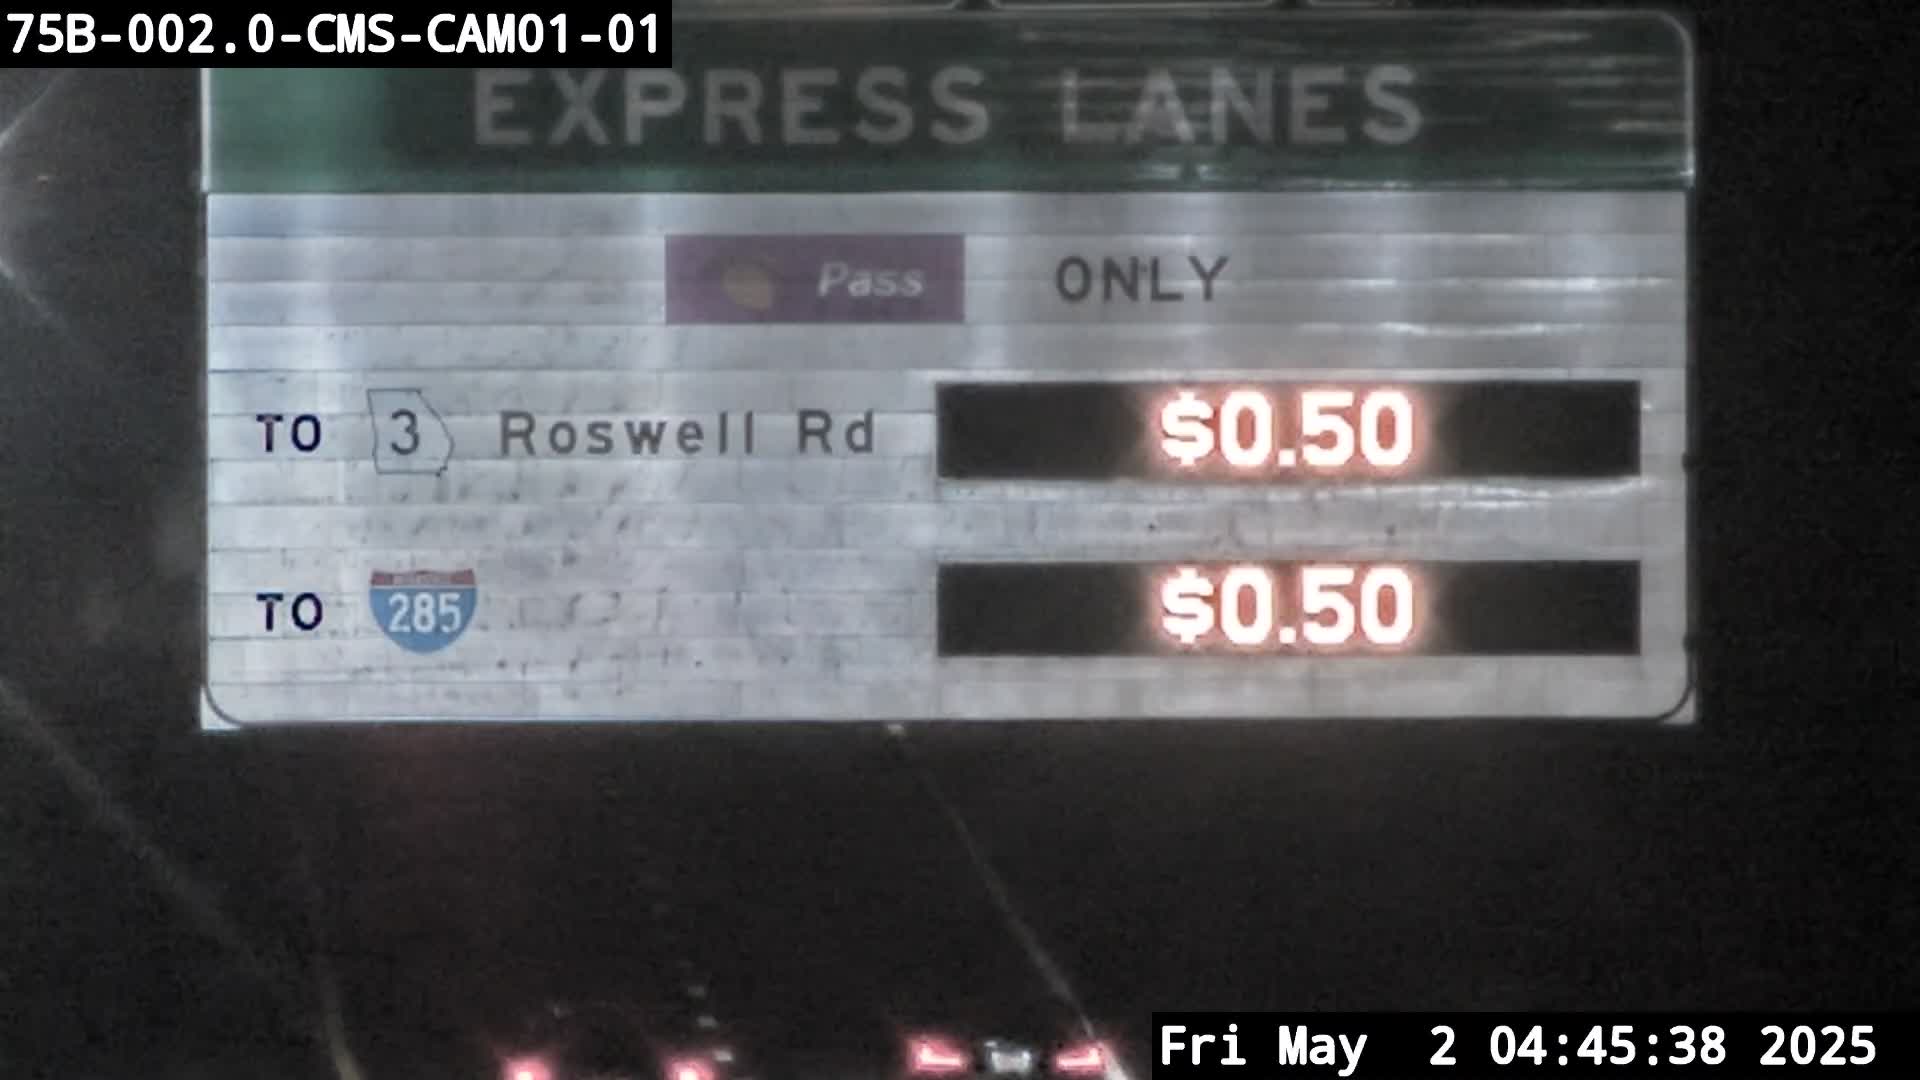 75B-002.0-CMS-CAM01-01
EXPRESS LANES
Pass ONLY
TO 3 Roswell Rd $0.50
TO 285 $0.50
Fri May 2 04:45:38 2025